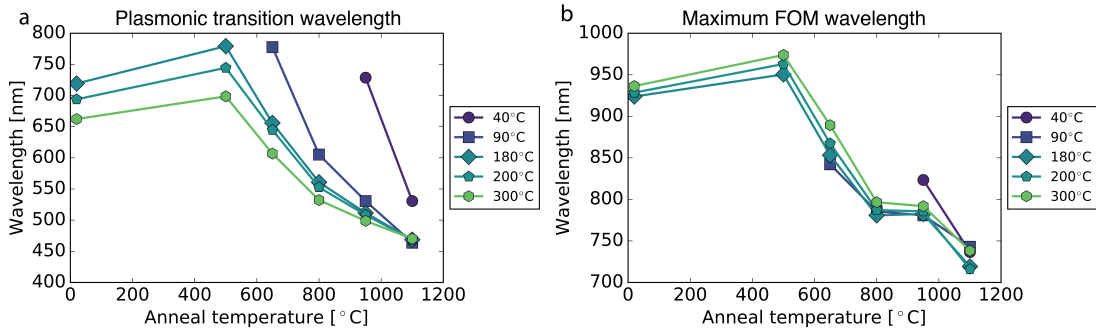 a
Plasmonic transition wavelength
800
750
700
650
600
550
500
450
400
Wavelength [nm]
0 200 400 600 800 1000 1200
Anneal temperature [°C]
40°C
90°C
180°C
200°C
300°C
b
Maximum FOM wavelength
1000
950
900
850
800
750
700
Wavelength [nm]
0 200 400 600 800 1000 1200
Anneal temperature [°C]
40°C
90°C
180°C
200°C
300°C